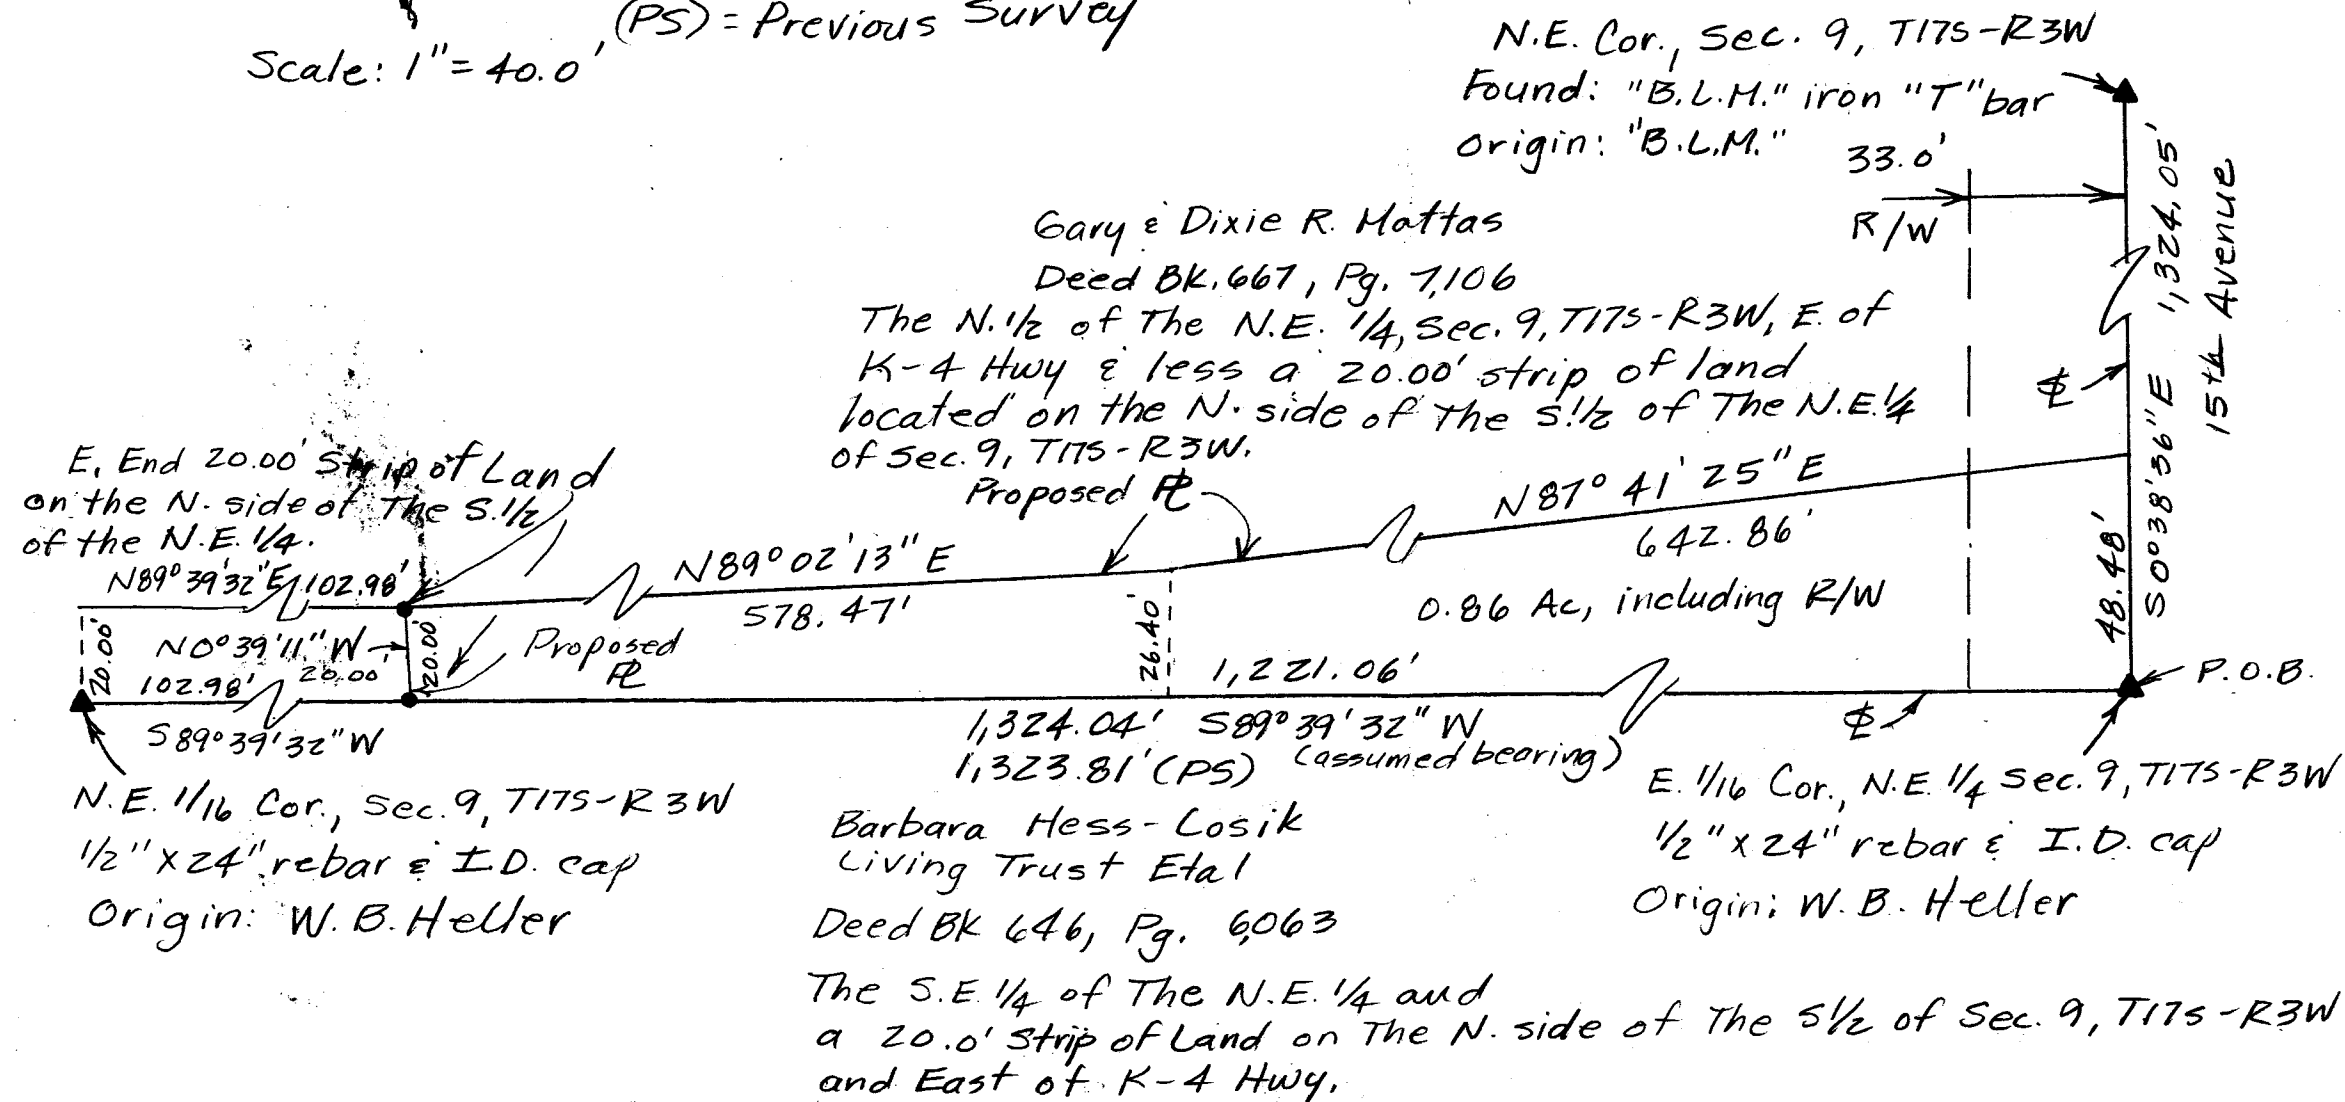 (PS) = Previous Survey
Scale: 1" = 40.0'
N.E. Cor., Sec. 9, T17S-R3W
Found: "B.L.M." iron "T" bar
Origin: "B.L.M."
33.0'
R/W
1,324.05'
15th Avenue
S0°38'36"E
48.48'
℄
Gary & Dixie R. Mattas
Deed Bk. 667, Pg. 7,106
The N. 1/2 of The N.E. 1/4, Sec. 9, T17S-R3W, E. of
K-4 Hwy & less a 20.00' strip of land
located on the N. side of The S. 1/2 of The N.E. 1/4
of Sec. 9, T17S-R3W.
Proposed ℄
E. End 20.00' Strip of Land
on the N. side of The S. 1/2
of the N.E. 1/4.
N89°39'32"E 102.98'
N89°02'13"E
578.47'
N87°41'25"E
642.86'
0.86 Ac, including R/W
20.00'
N0°39'11"W
20.00'
20.00'
Proposed
℄
26.40'
102.98'
1,221.06'
P.O.B.
S89°39'32"W
1,324.04' S89°39'32"W
1,323.81' (PS) (assumed bearing)
℄
N.E. 1/16 Cor., Sec. 9, T17S-R3W
1/2" x 24" rebar & I.D. cap
Origin: W. B. Heller
Barbara Hess-Cosik
Living Trust Etal
Deed Bk 646, Pg. 6,063
The S.E. 1/4 of The N.E. 1/4 and
a 20.0' Strip of Land on The N. side of The S 1/2 of Sec. 9, T17S-R3W
and East of K-4 Hwy.
E. 1/16 Cor., N.E. 1/4 Sec. 9, T17S-R3W
1/2" x 24" rebar & I.D. cap
Origin: W. B. Heller